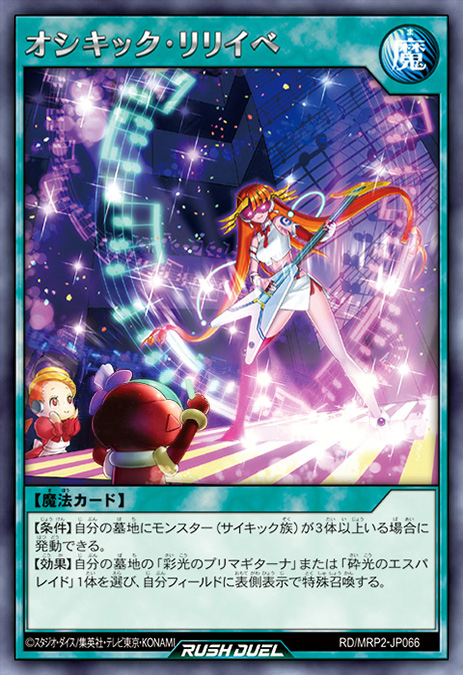 オシキック・リリイベ
魔
ま
【魔法カード】
【条件】自分の墓地にモンスター(サイキック族)が3体以上いる場合に
発動できる。
【効果】自分の墓地の「彩光のプリマギターナ」または「砕光のエスパ
レイド」1体を選び、自分フィールドに表側表示で特殊召喚する。
©スタジオ・ダイス/集英社・テレビ東京・KONAMI
RUSH DUEL
RD/MRP2-JP066